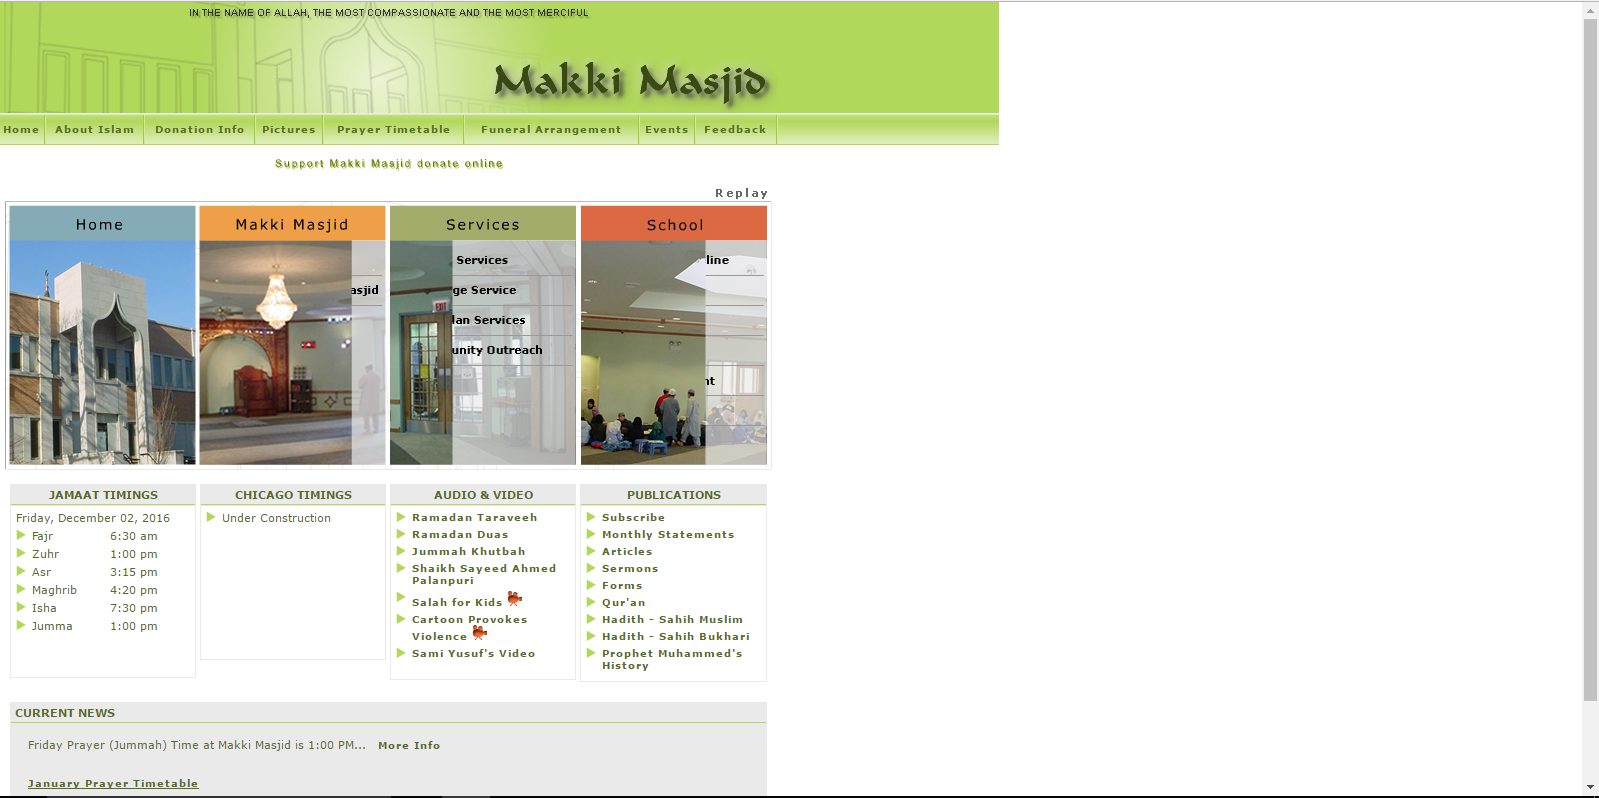 IN THE NAME OF ALLAH, THE MOST COMPASSIONATE AND THE MOST MERCIFUL
Makki Masjid
Home About Islam Donation Info Pictures Prayer Timetable Funeral Arrangement Events Feedback
Support Makki Masjid donate online
Replay
Home Makki Masjid Services School
Services line
asjid ge Service
lan Services
unity Outreach
nt
EXIT
JAMAAT TIMINGS
Friday, December 02, 2016
Fajr 6:30 am
Zuhr 1:00 pm
Asr 3:15 pm
Maghrib 4:20 pm
Isha 7:30 pm
Jumma 1:00 pm
CHICAGO TIMINGS
Under Construction
AUDIO & VIDEO
Ramadan Taraveeh
Ramadan Duas
Jummah Khutbah
Shaikh Sayeed Ahmed
Palanpuri
Salah for Kids
Cartoon Provokes
Violence
Sami Yusuf's Video
PUBLICATIONS
Subscribe
Monthly Statements
Articles
Sermons
Forms
Qur'an
Hadith - Sahih Muslim
Hadith - Sahih Bukhari
Prophet Muhammed's
History
CURRENT NEWS
Friday Prayer (Jummah) Time at Makki Masjid is 1:00 PM... More Info
January Prayer Timetable